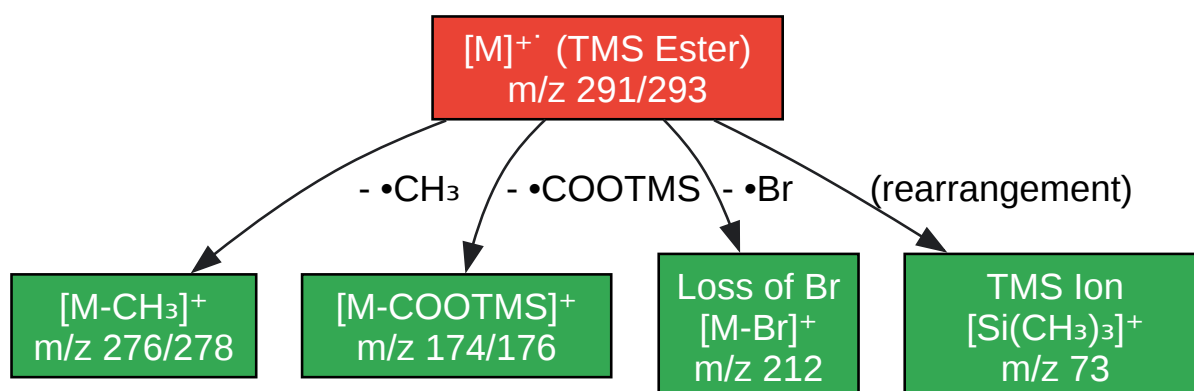 [M]⁺˙ (TMS Ester)
m/z 291/293
- •CH₃
- •COOTMS
- •Br
(rearrangement)
[M-CH₃]⁺
m/z 276/278
[M-COOTMS]⁺
m/z 174/176
Loss of Br
[M-Br]⁺
m/z 212
TMS Ion
[Si(CH₃)₃]⁺
m/z 73